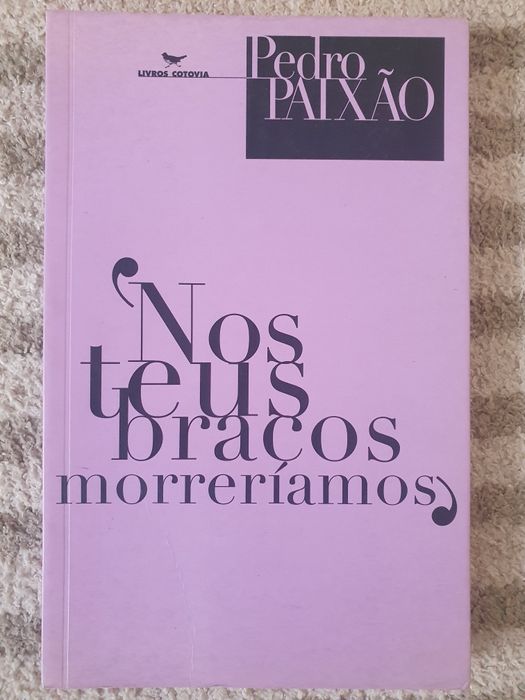 LIVROS COTOVIA
Pedro
PAIXÃO
‘Nos
teus
braços
morreríamos’